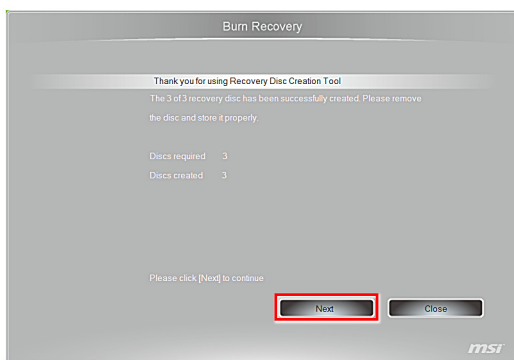 Burn Recovery
Thank you for using Recovery Disc Creation Tool
The 3 of 3 recovery disc has been successfully created. Please remove
the disc and store it properly.
Discs required 3
Discs created 3
Please click [Next] to continue
Next Close
msi